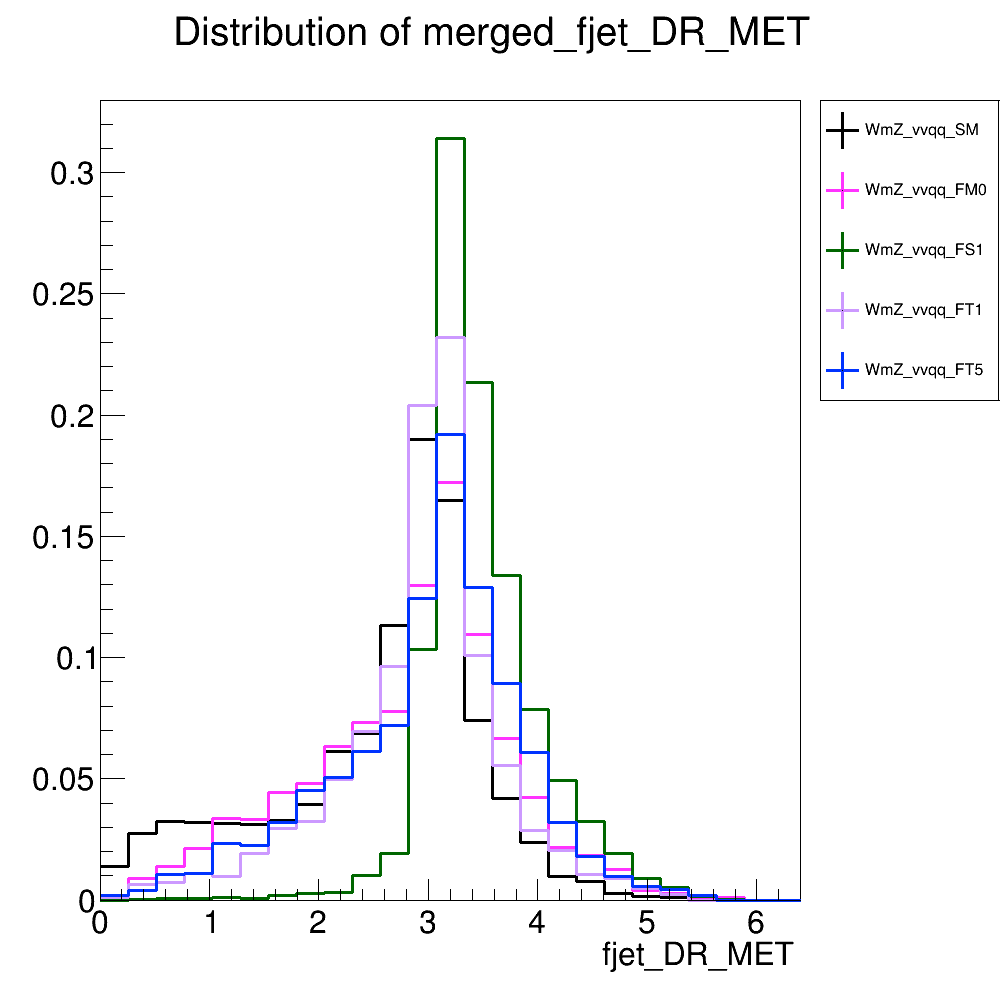 Distribution of merged_fjet_DR_MET
WmZ_vvqq_SM
WmZ_vvqq_FM0
WmZ_vvqq_FS1
WmZ_vvqq_FT1
WmZ_vvqq_FT5
0.3
0.25
0.2
0.15
0.1
0.05
0
0 1 2 3 4 5 6
fjet_DR_MET